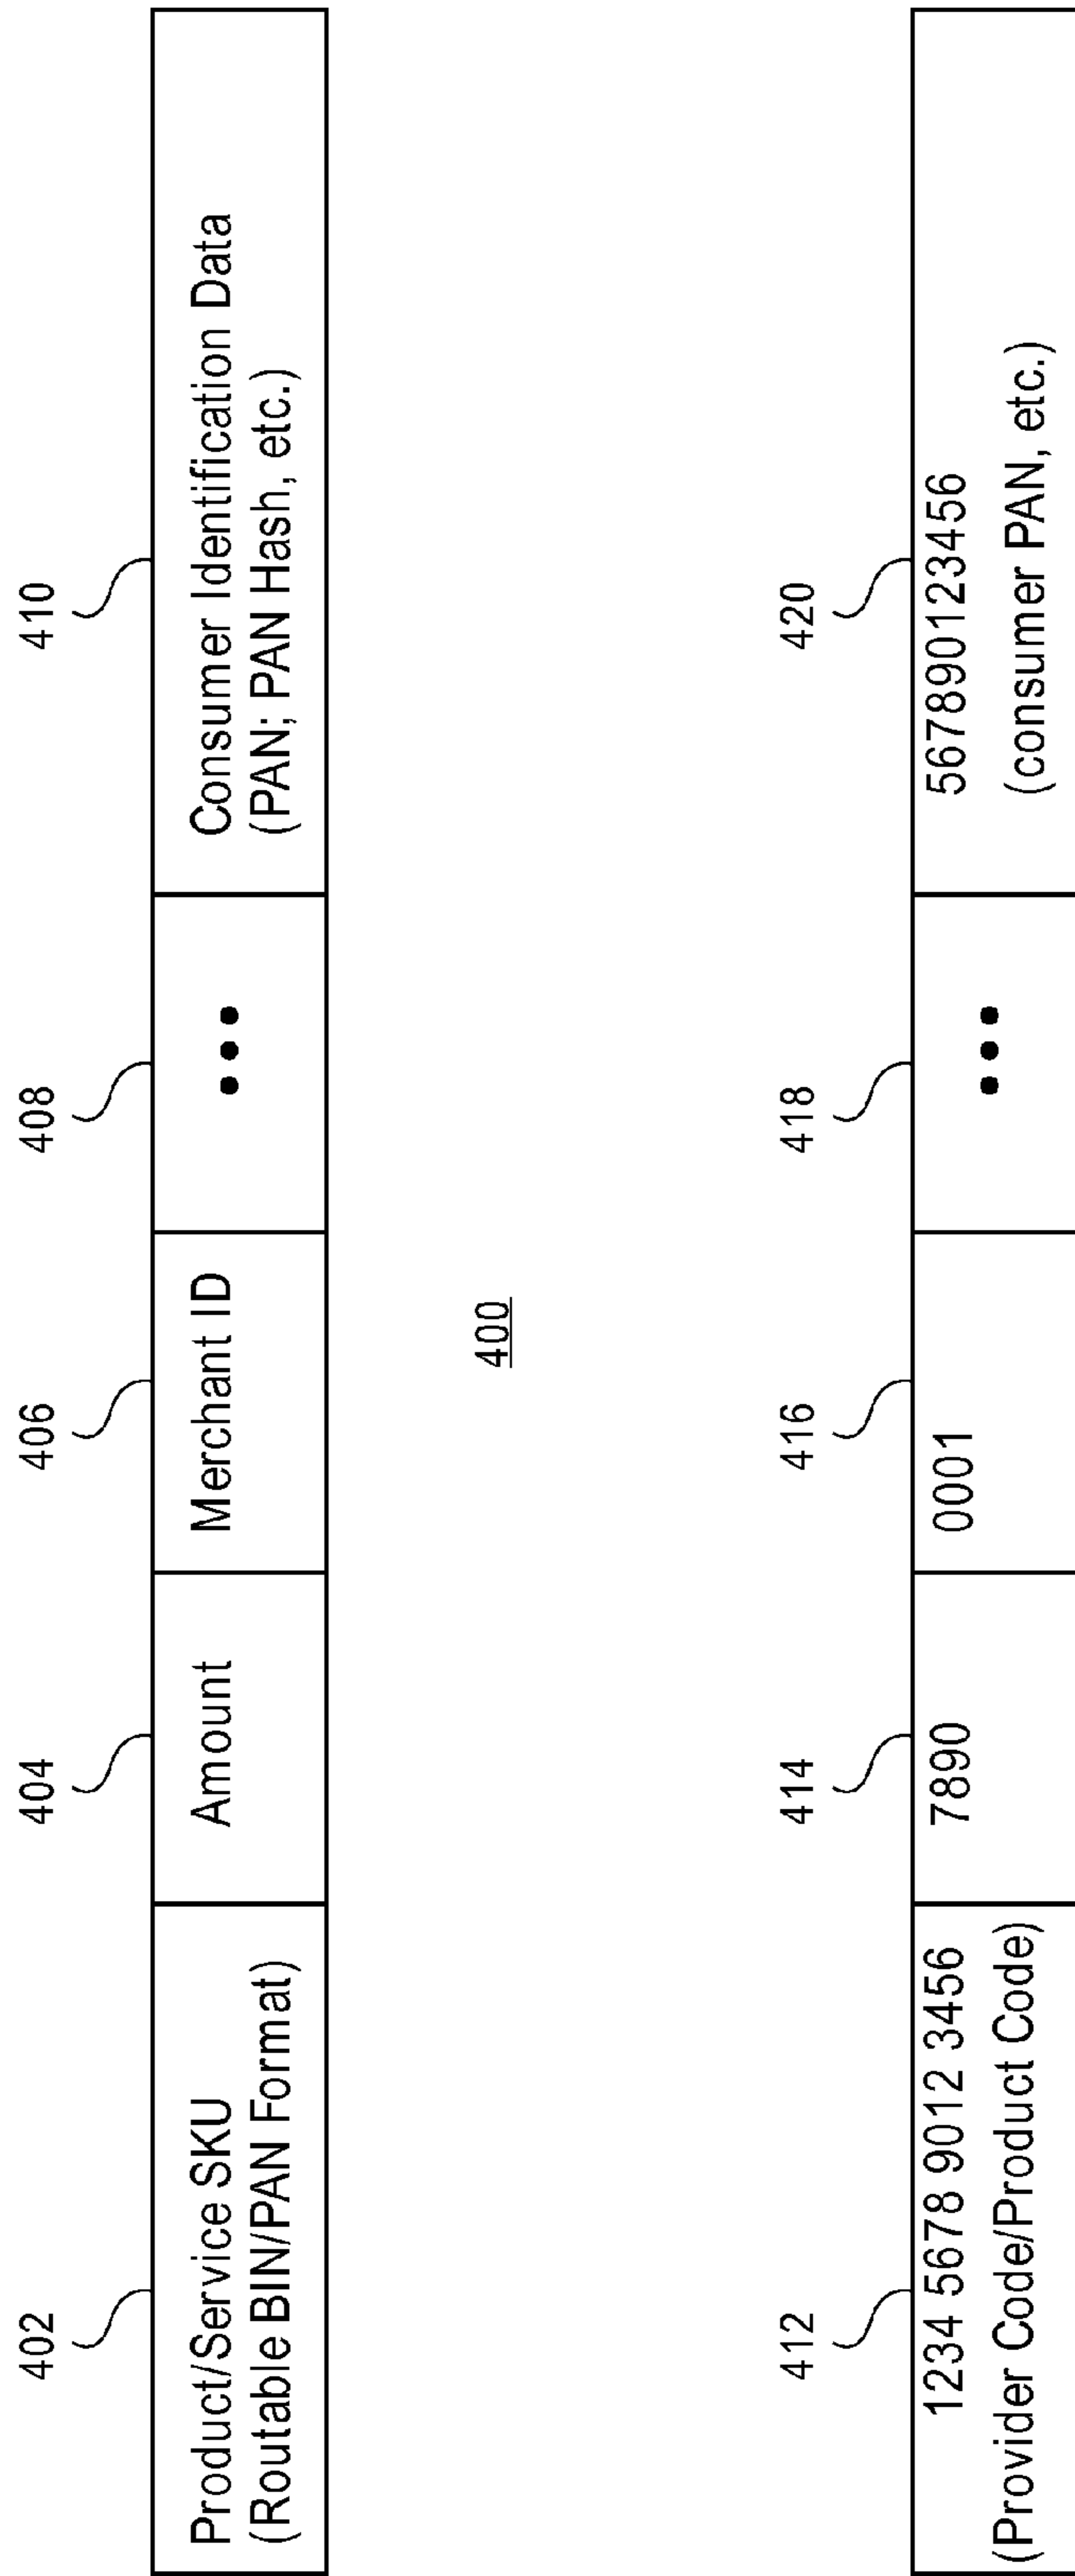 402
404
406
408
410
Product/Service SKU
(Routable BIN/PAN Format)
Amount
Merchant ID
•••
Consumer Identification Data
(PAN; PAN Hash, etc.)
400
412
414
416
418
420
1234 5678 9012 3456
(Provider Code/Product Code)
7890
0001
•••
567890123456
(consumer PAN, etc.)